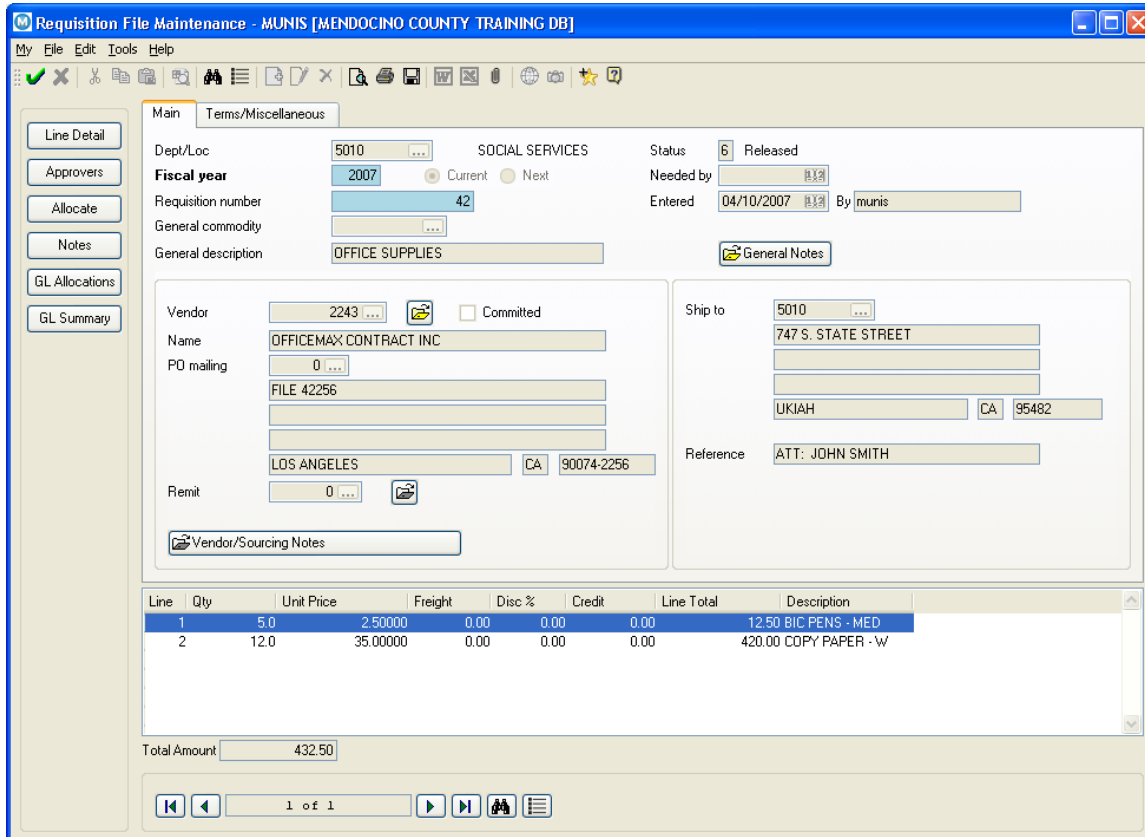 Requisition File Maintenance - MUNIS [MENDOCINO COUNTY TRAINING DB]
My File Edit Tools Help
Main Terms/Miscellaneous
Line Detail
Approvers
Allocate
Notes
GL Allocations
GL Summary
Dept/Loc 5010 ... SOCIAL SERVICES Status 6 Released
Fiscal year 2007 Current Next Needed by
Requisition number 42 Entered 04/10/2007 By munis
General commodity ...
General description OFFICE SUPPLIES General Notes
Vendor 2243 ... Committed
Name OFFICEMAX CONTRACT INC
PO mailing 0 ...
FILE 42256
LOS ANGELES CA 90074-2256
Remit 0 ...
Vendor/Sourcing Notes
Ship to 5010 ...
747 S. STATE STREET
UKIAH CA 95482
Reference ATT: JOHN SMITH
Line Qty Unit Price Freight Disc % Credit Line Total Description
1 5.0 2.50000 0.00 0.00 0.00 12.50 BIC PENS - MED
2 12.0 35.00000 0.00 0.00 0.00 420.00 COPY PAPER - W
Total Amount 432.50
1 of 1